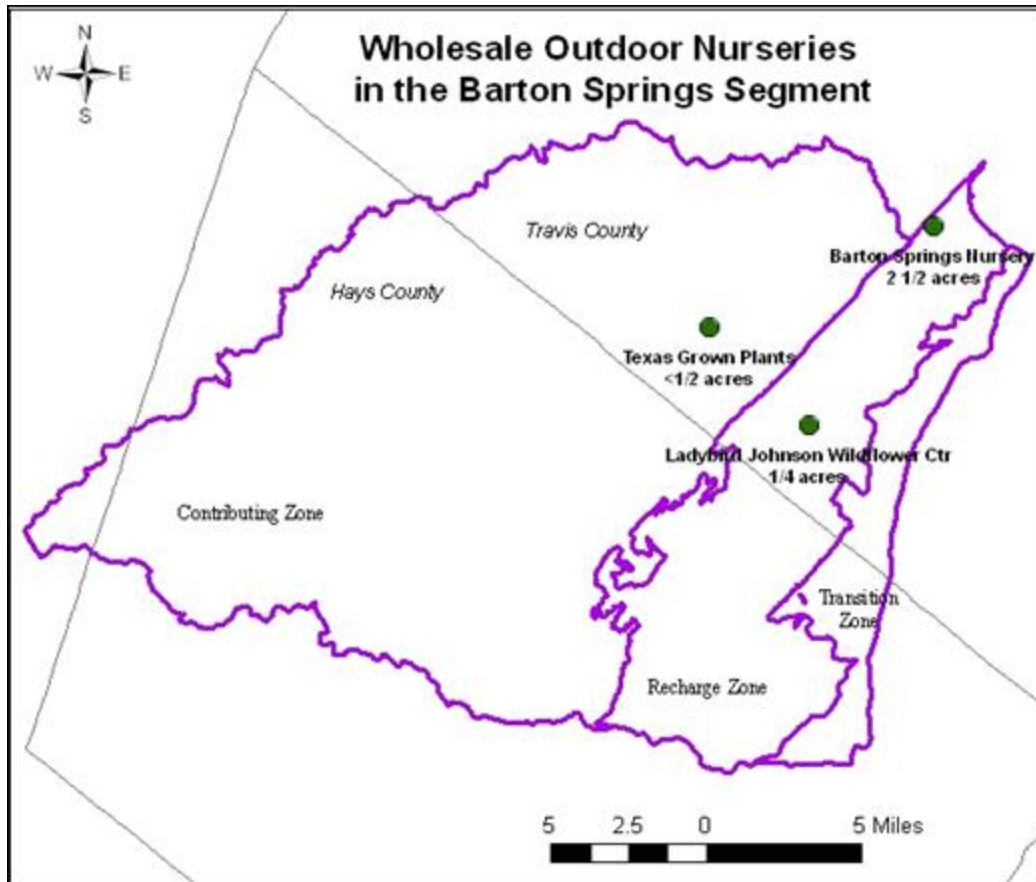 Wholesale Outdoor Nurseries
in the Barton Springs Segment
N
W E
S
Travis County
Barton Springs Nursery
2 1/2 acres
Hays County
Texas Grown Plants
<1/2 acres
Ladybird Johnson Wildflower Ctr
1/4 acres
Contributing Zone
Transition
Zone
Recharge Zone
5 2.5 0 5 Miles